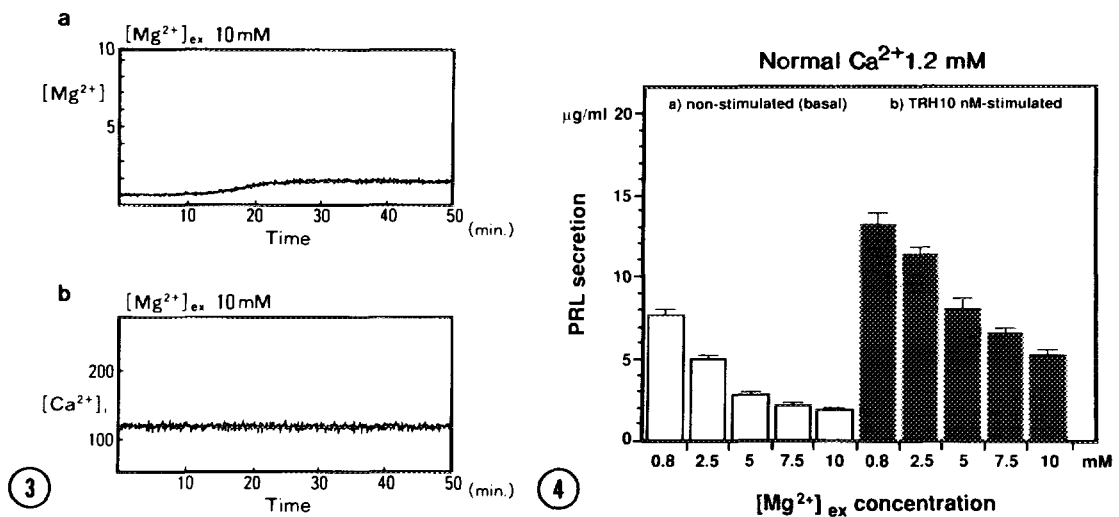 a
[Mg²⁺]ex 10mM
10
[Mg²⁺]
5
10 20 30 40 50 (min.)
Time
b
[Mg²⁺]ex 10mM
200
[Ca²⁺]i
100
10 20 30 40 50 (min.)
Time
3
Normal Ca²⁺1.2 mM
µg/ml 20
a) non-stimulated (basal) b) TRH10 nM-stimulated
15
10
5
0
PRL secretion
0.8 2.5 5 7.5 10 0.8 2.5 5 7.5 10 mM
[Mg²⁺] ex concentration
4